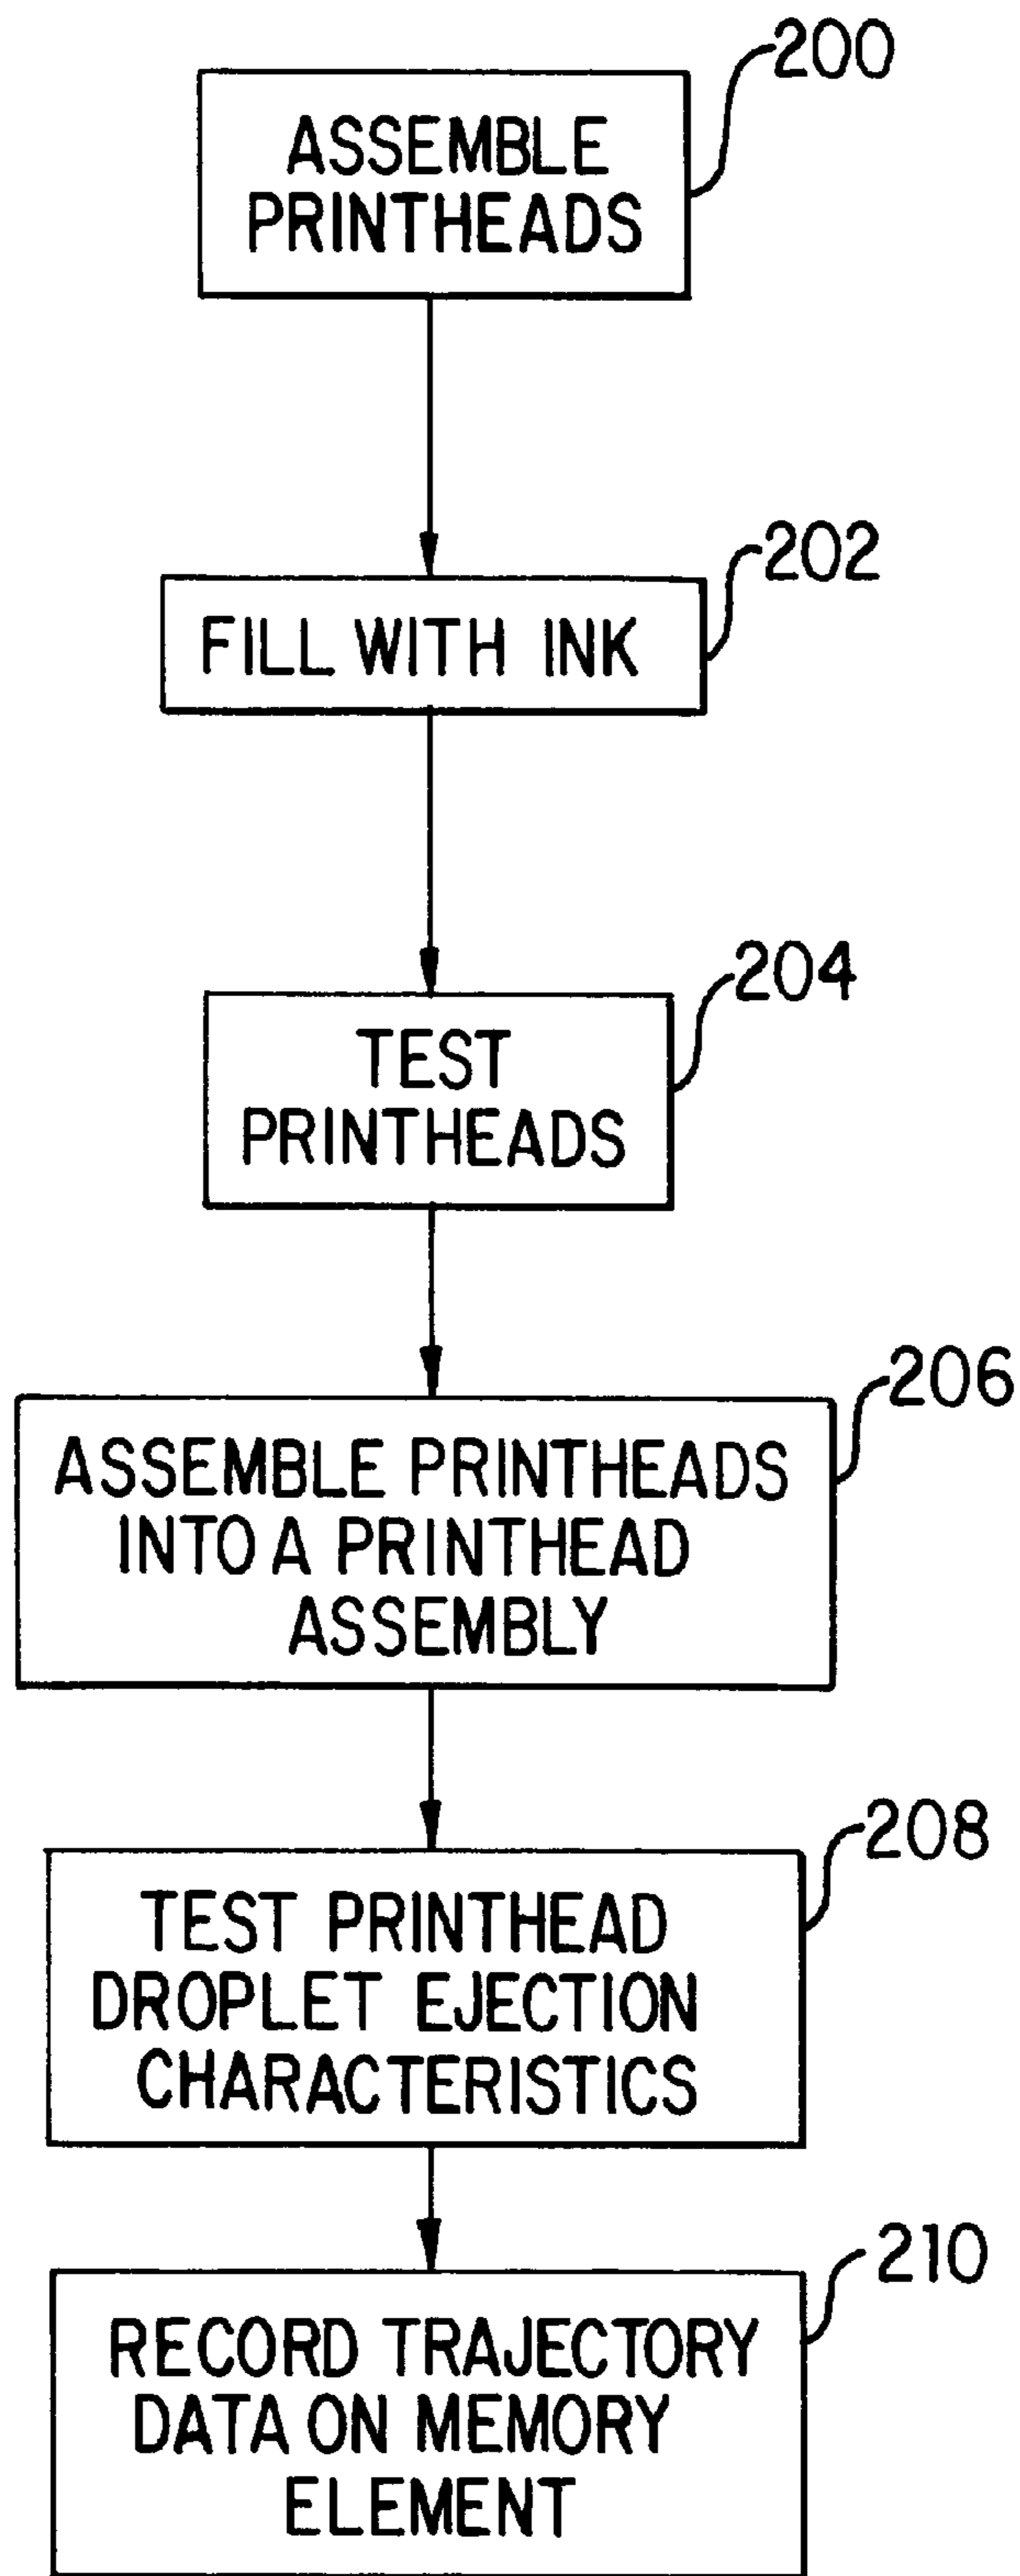 200
ASSEMBLE
PRINTHEADS
202
FILL WITH INK
204
TEST
PRINTHEADS
206
ASSEMBLE PRINTHEADS
INTO A PRINTHEAD
ASSEMBLY
208
TEST PRINTHEAD
DROPLET EJECTION
CHARACTERISTICS
210
RECORD TRAJECTORY
DATA ON MEMORY
ELEMENT